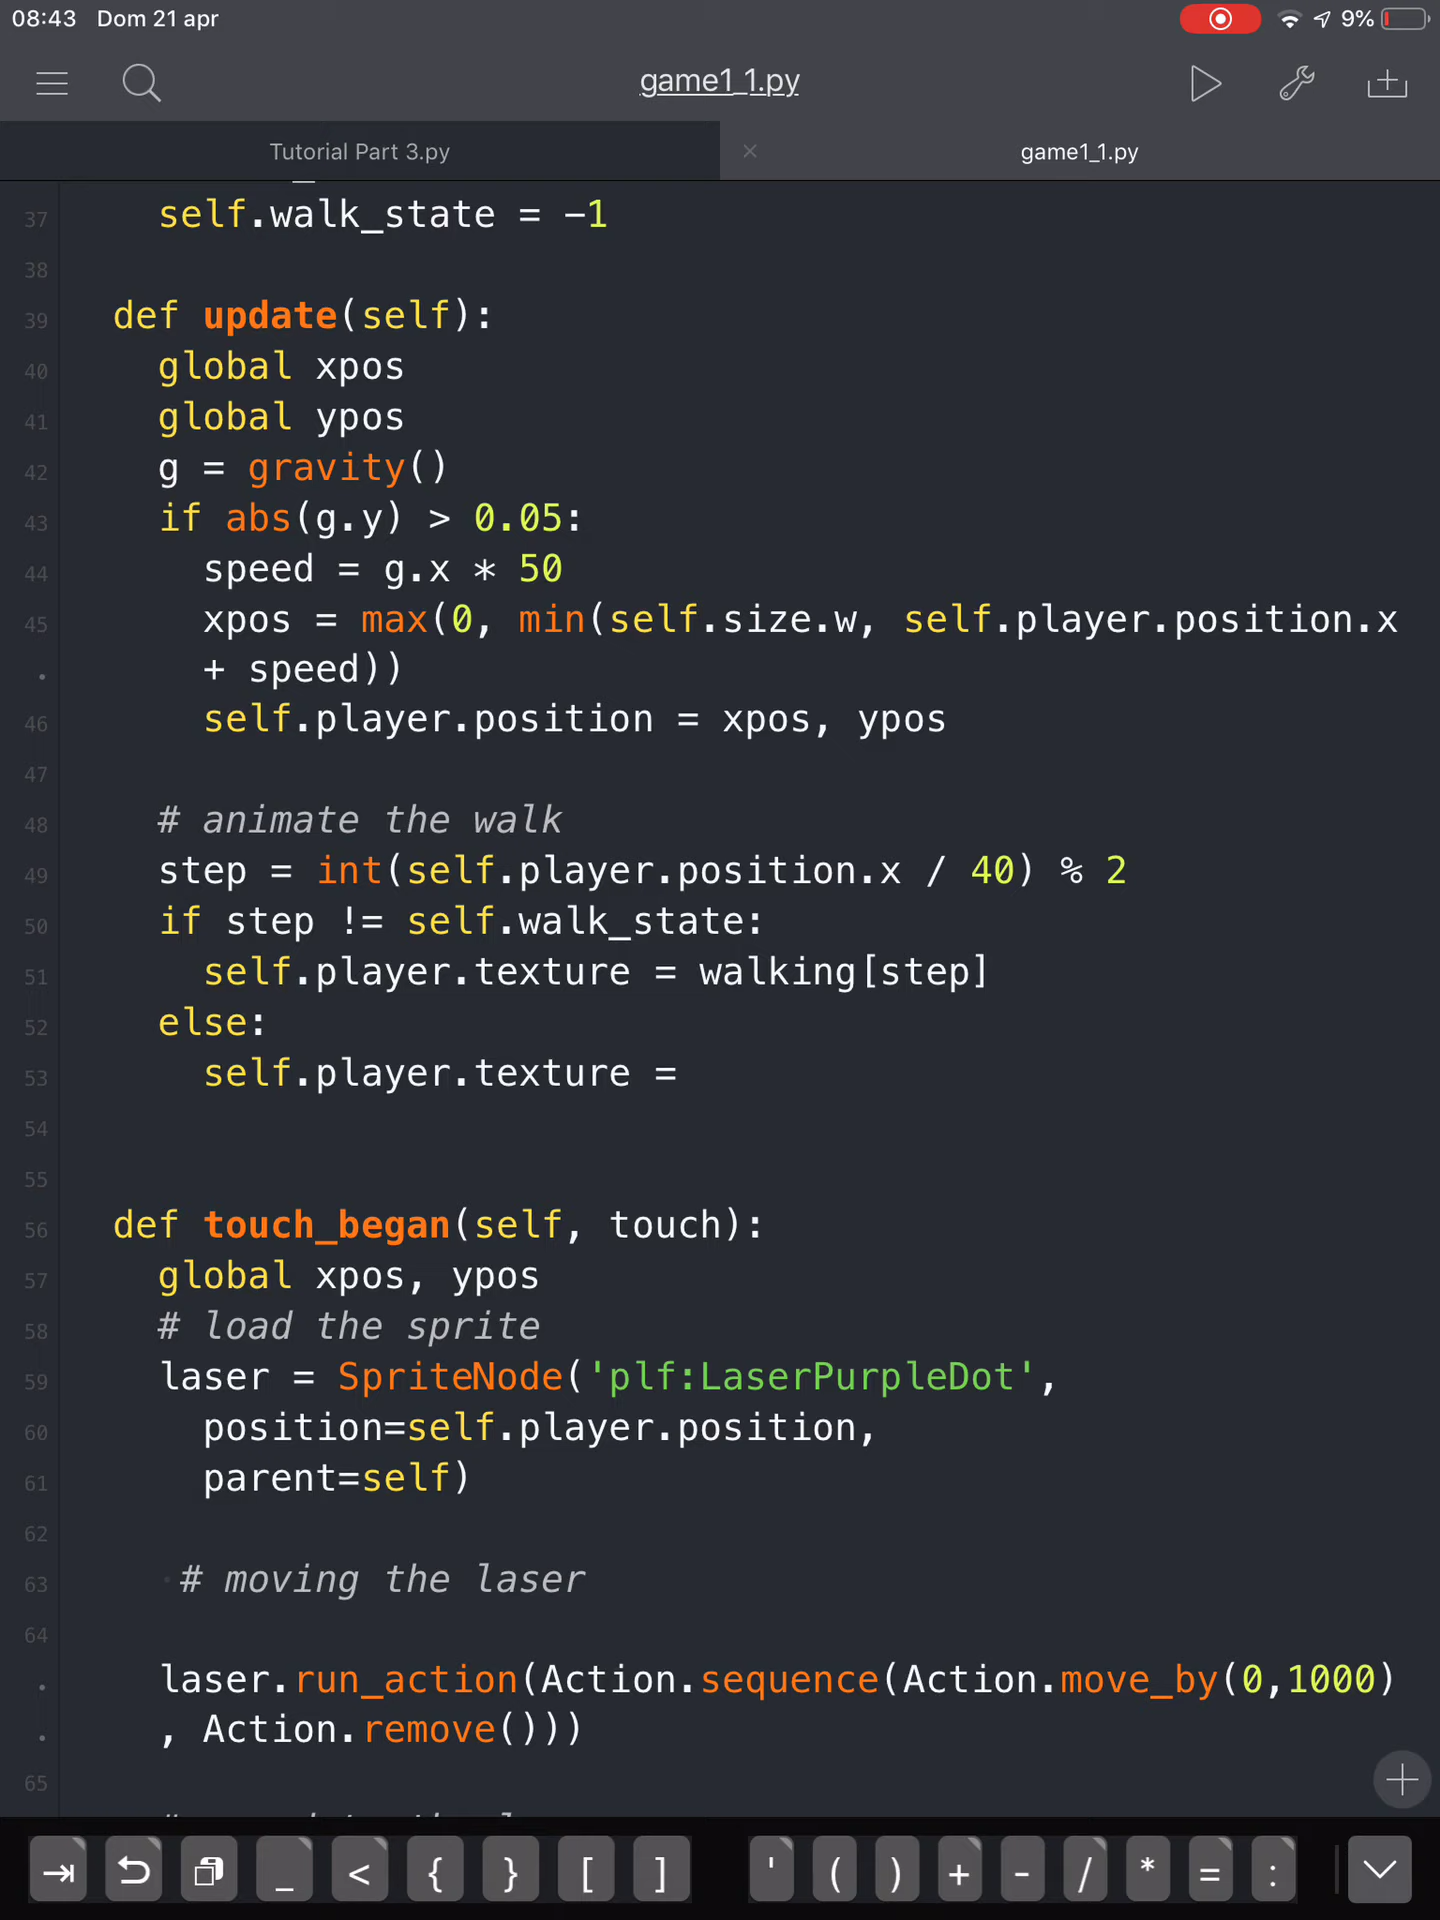 08:43 Dom 21 apr 9%
game1_1.py
Tutorial Part 3.py × game1_1.py
37 self.walk_state = -1
38
39 def update(self):
40 global xpos
41 global ypos
42 g = gravity()
43 if abs(g.y) > 0.05:
44 speed = g.x * 50
45 xpos = max(0, min(self.size.w, self.player.position.x
+ speed))
46 self.player.position = xpos, ypos
47
48 # animate the walk
49 step = int(self.player.position.x / 40) % 2
50 if step != self.walk_state:
51 self.player.texture = walking[step]
52 else:
53 self.player.texture =
54
55
56 def touch_began(self, touch):
57 global xpos, ypos
58 # load the sprite
59 laser = SpriteNode('plf:LaserPurpleDot',
60 position=self.player.position,
61 parent=self)
62
63 # moving the laser
64
laser.run_action(Action.sequence(Action.move_by(0,1000)
, Action.remove()))
65
_ < { } [ ] ' ( ) + - / * = :